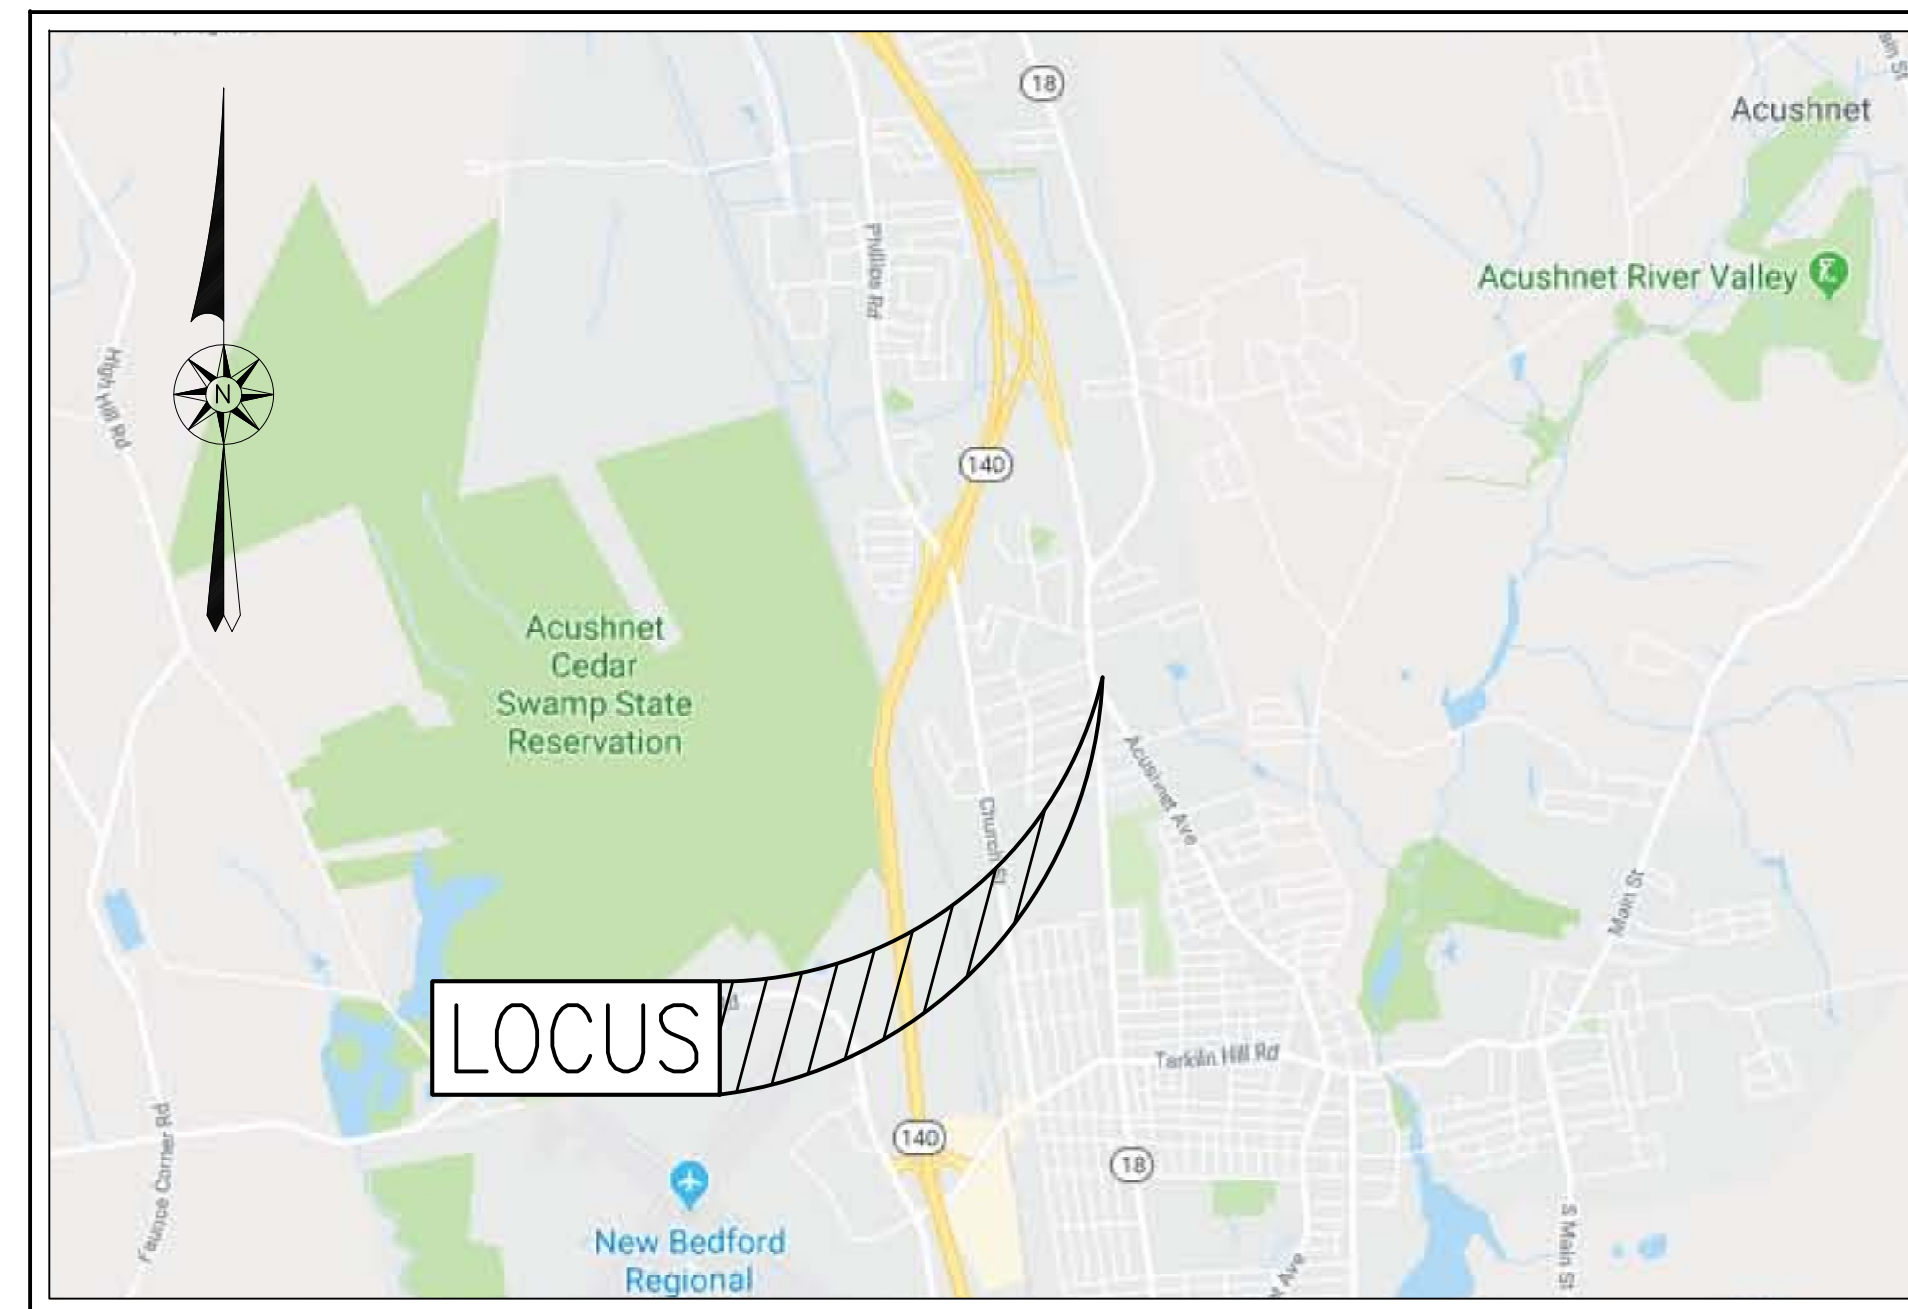 18
Acushnet
Acushnet River Valley
Phillips Rd
High Hill Rd
N
140
Acushnet
Cedar
Swamp State
Reservation
Acushnet Ave
Church St
Main St
LOCUS
Tarkiln Hill Rd
140
18
Faunce Corner Rd
New Bedford
Regional
S Main St
Ave